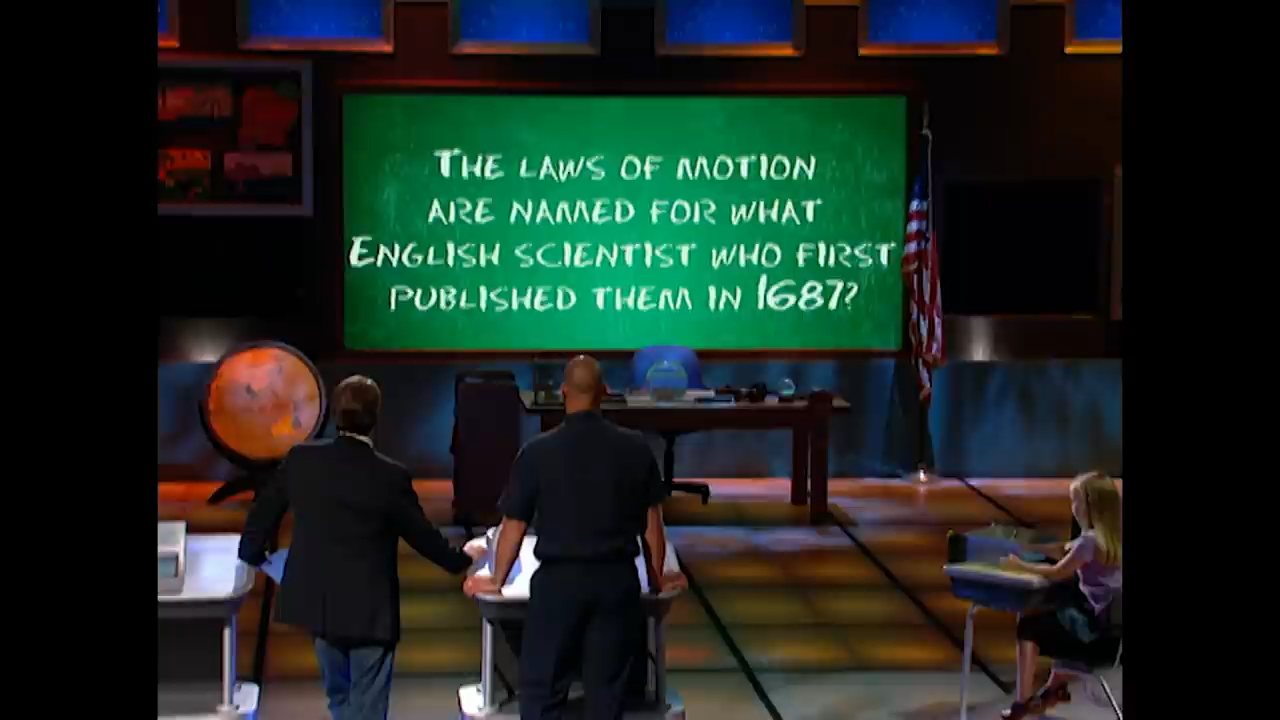 The laws of motion
are named for what
English scientist who first
published them in 1687?